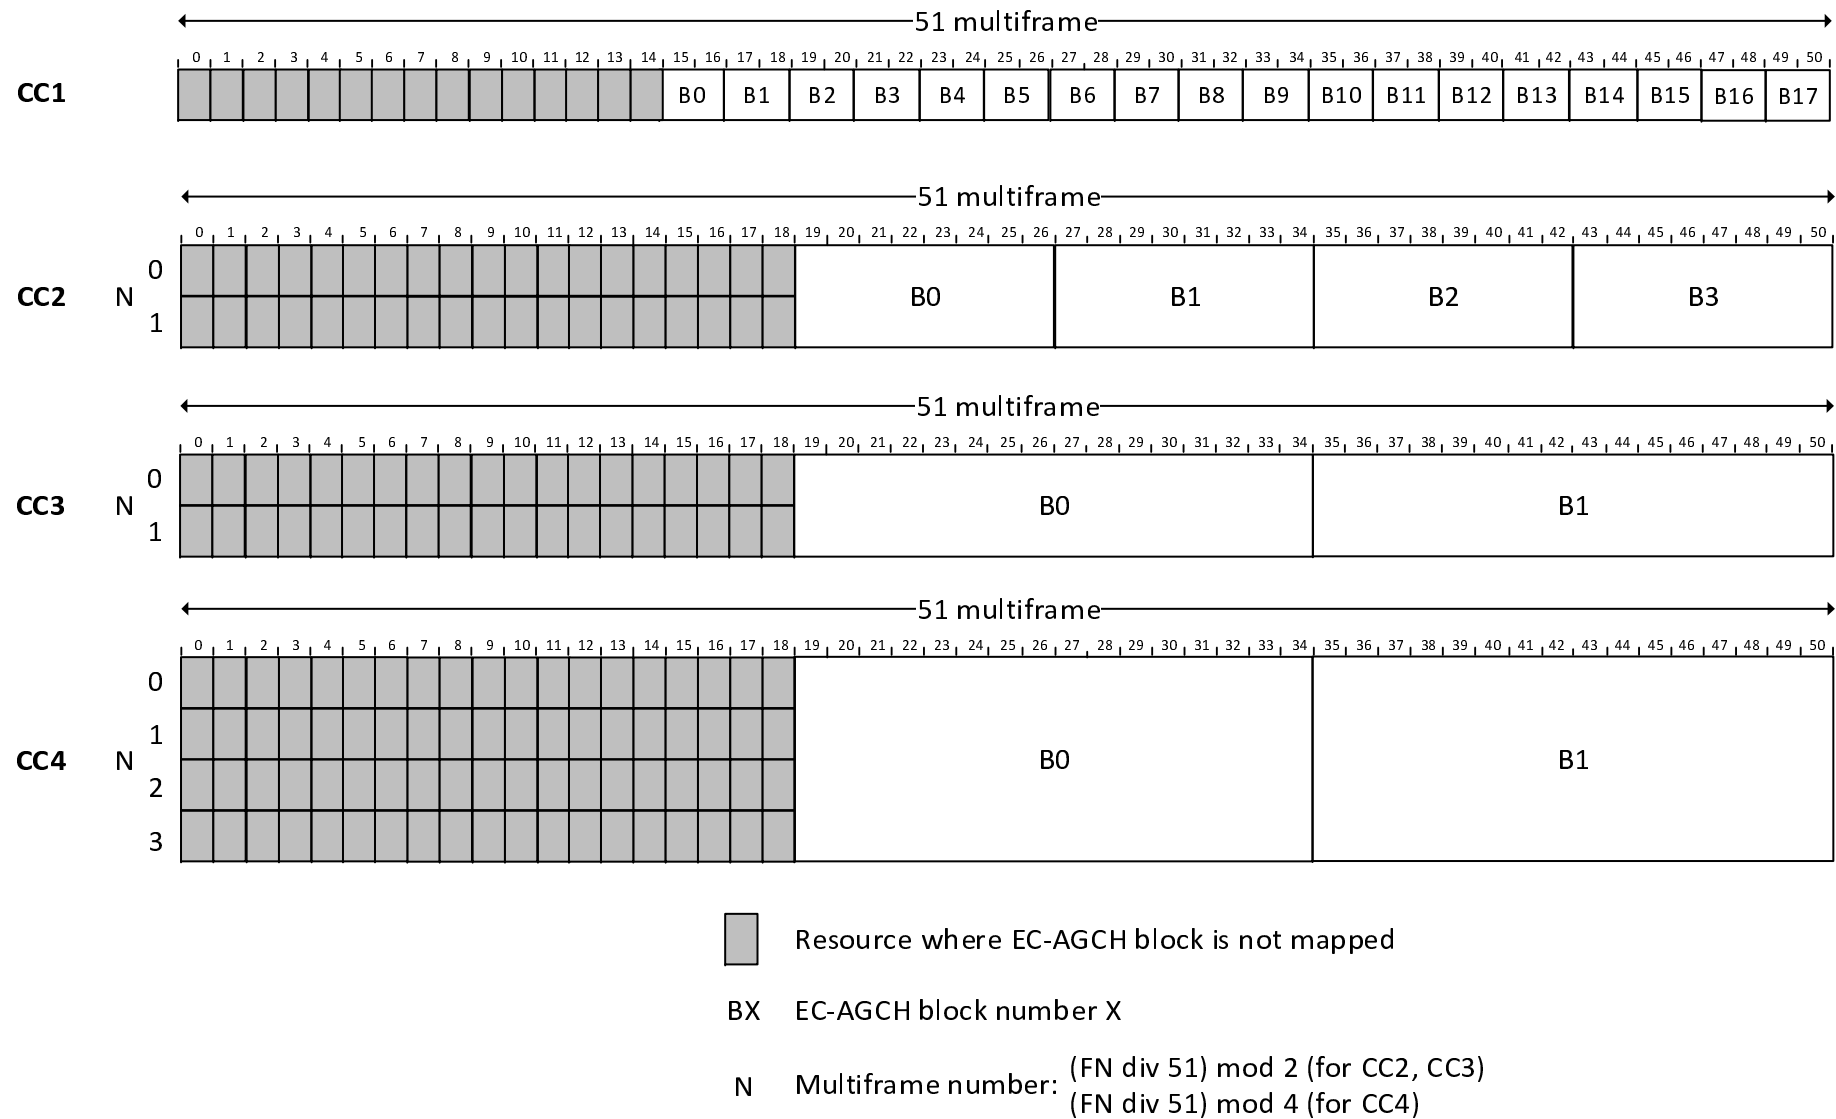 51 multiframe
0 1 2 3 4 5 6 7 8 9 10 11 12 13 14 15 16 17 18 19 20 21 22 23 24 25 26 27 28 29 30 31 32 33 34 35 36 37 38 39 40 41 42 43 44 45 46 47 48 49 50
CC1 B0 B1 B2 B3 B4 B5 B6 B7 B8 B9 B10 B11 B12 B13 B14 B15 B16 B17
51 multiframe
0 1 2 3 4 5 6 7 8 9 10 11 12 13 14 15 16 17 18 19 20 21 22 23 24 25 26 27 28 29 30 31 32 33 34 35 36 37 38 39 40 41 42 43 44 45 46 47 48 49 50
0
CC2 N B0 B1 B2 B3
1
51 multiframe
0 1 2 3 4 5 6 7 8 9 10 11 12 13 14 15 16 17 18 19 20 21 22 23 24 25 26 27 28 29 30 31 32 33 34 35 36 37 38 39 40 41 42 43 44 45 46 47 48 49 50
0
CC3 N B0 B1
1
51 multiframe
0 1 2 3 4 5 6 7 8 9 10 11 12 13 14 15 16 17 18 19 20 21 22 23 24 25 26 27 28 29 30 31 32 33 34 35 36 37 38 39 40 41 42 43 44 45 46 47 48 49 50
0
1
CC4 N B0 B1
2
3
Resource where EC-AGCH block is not mapped
BX EC-AGCH block number X
N Multiframe number: (FN div 51) mod 2 (for CC2, CC3)
(FN div 51) mod 4 (for CC4)